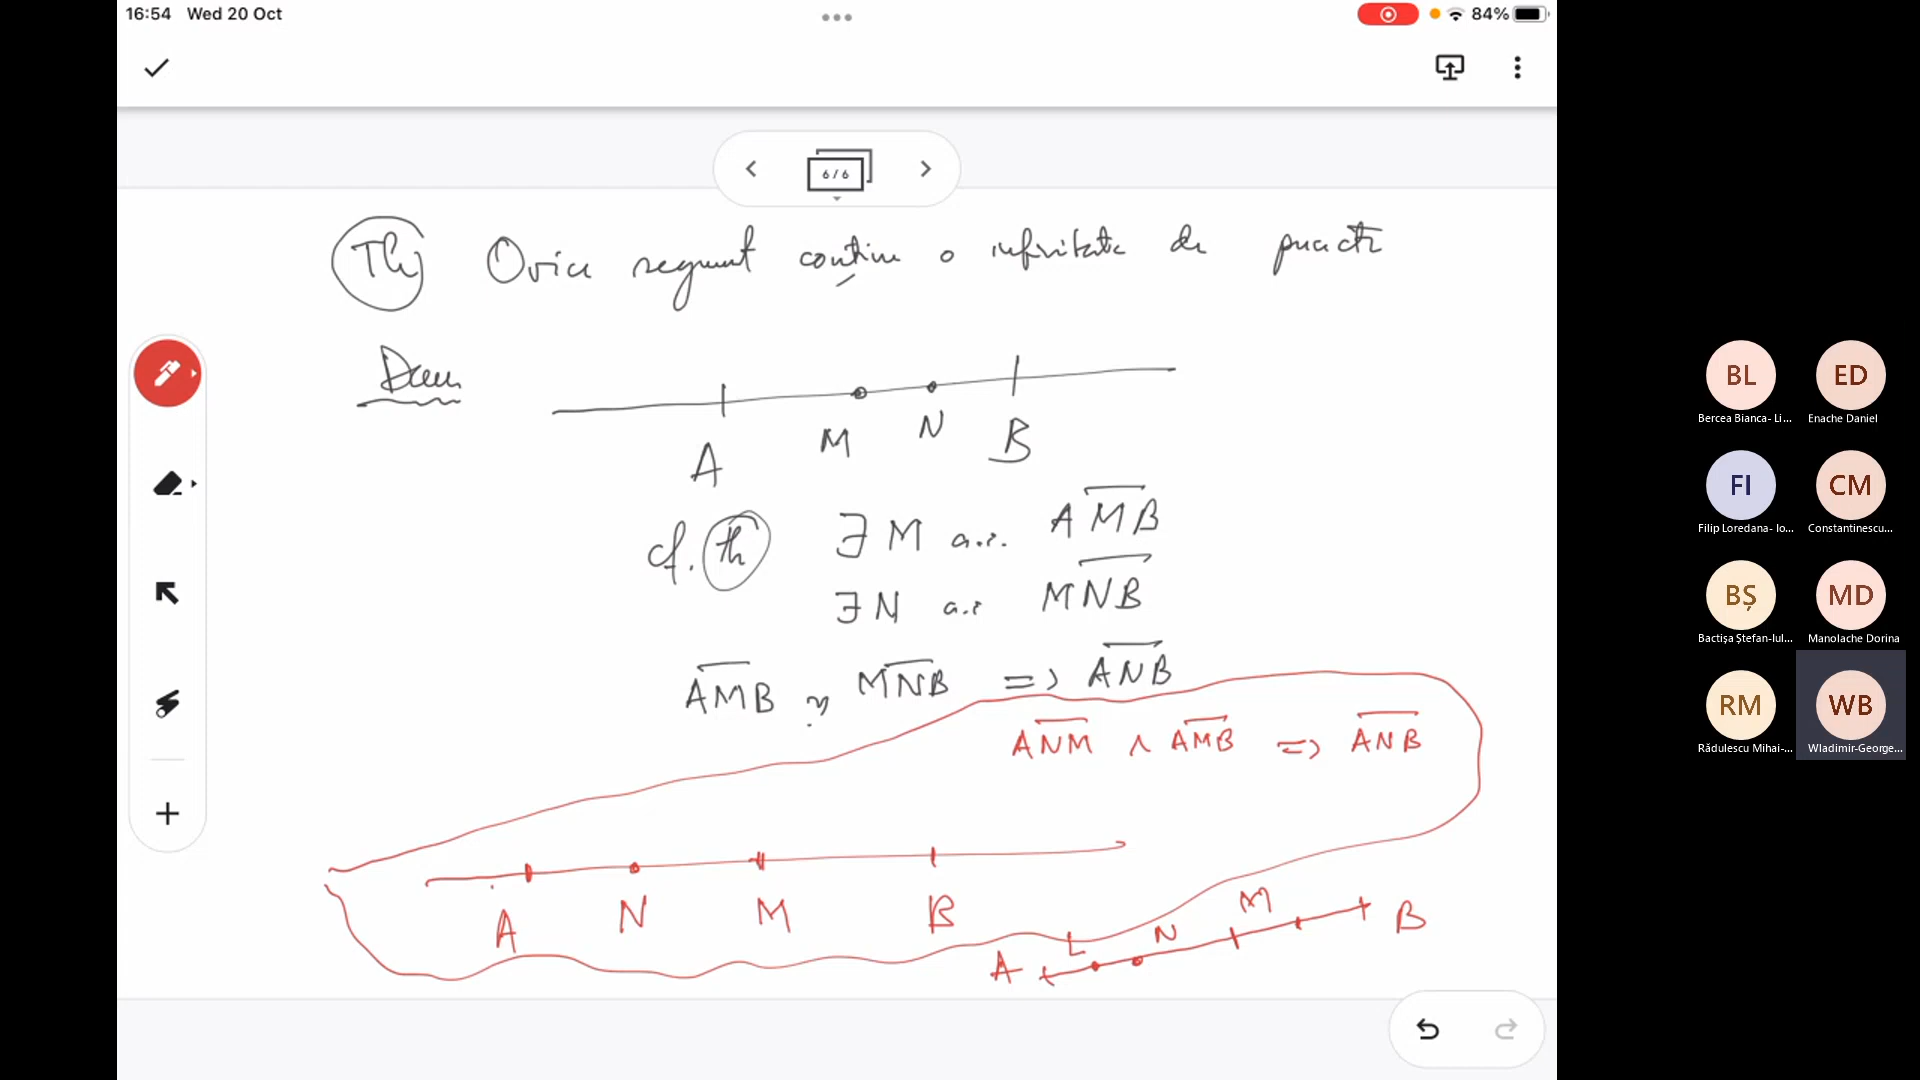 16:54 Wed 20 Oct
84%
6/6
Th Orice segment conține o infinitate de puncte
Dem
A M N B
cf. th ∃ M a.î. AMB
∃ N a.î. MNB
AMB și MNB => ANB
ANM ∧ AMB => ANB
A N M B
A L N M B
BL ED
Bercea Bianca- Li... Enache Daniel
FI CM
Filip Loredana- Io... Constantinescu...
BȘ MD
Bactișa Ștefan-Iul... Manolache Dorina
RM WB
Rădulescu Mihai-... Wladimir-George...